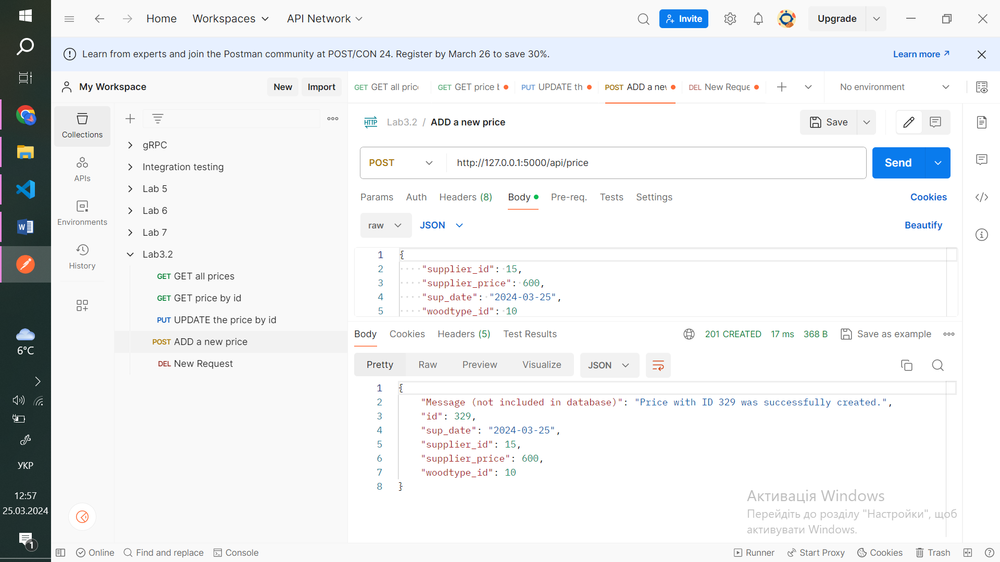 Home
Workspaces
API Network
Invite
Upgrade
Learn from experts and join the Postman community at POST/CON 24. Register by March 26 to save 30%.
Learn more
My Workspace
New
Import
GET GET all pric
GET GET price b
PUT UPDATE th
POST ADD a nev
DEL New Reque
No environment
Collections
APIs
Environments
History
gRPC
Integration testing
Lab 5
Lab 6
Lab 7
Lab3.2
GET GET all prices
GET GET price by id
PUT UPDATE the price by id
POST ADD a new price
DEL New Request
HTTP
Lab3.2 / ADD a new price
Save
POST
http://127.0.0.1:5000/api/price
Send
Params
Auth
Headers (8)
Body
Pre-req.
Tests
Settings
Cookies
raw
JSON
Beautify
1 {
2 "supplier_id": 15,
3 "supplier_price": 600,
4 "sup_date": "2024-03-25",
5 "woodtype_id": 10
Body
Cookies
Headers (5)
Test Results
201 CREATED
17 ms
368 B
Save as example
Pretty
Raw
Preview
Visualize
JSON
1 {
2 "Message (not included in database)": "Price with ID 329 was successfully created.",
3 "id": 329,
4 "sup_date": "2024-03-25",
5 "supplier_id": 15,
6 "supplier_price": 600,
7 "woodtype_id": 10
8 }
Активація Windows
Перейдіть до розділу "Настройки", щоб
активувати Windows.
6°C
УКР
12:57
25.03.2024
1
Online
Find and replace
Console
Runner
Start Proxy
Cookies
Trash